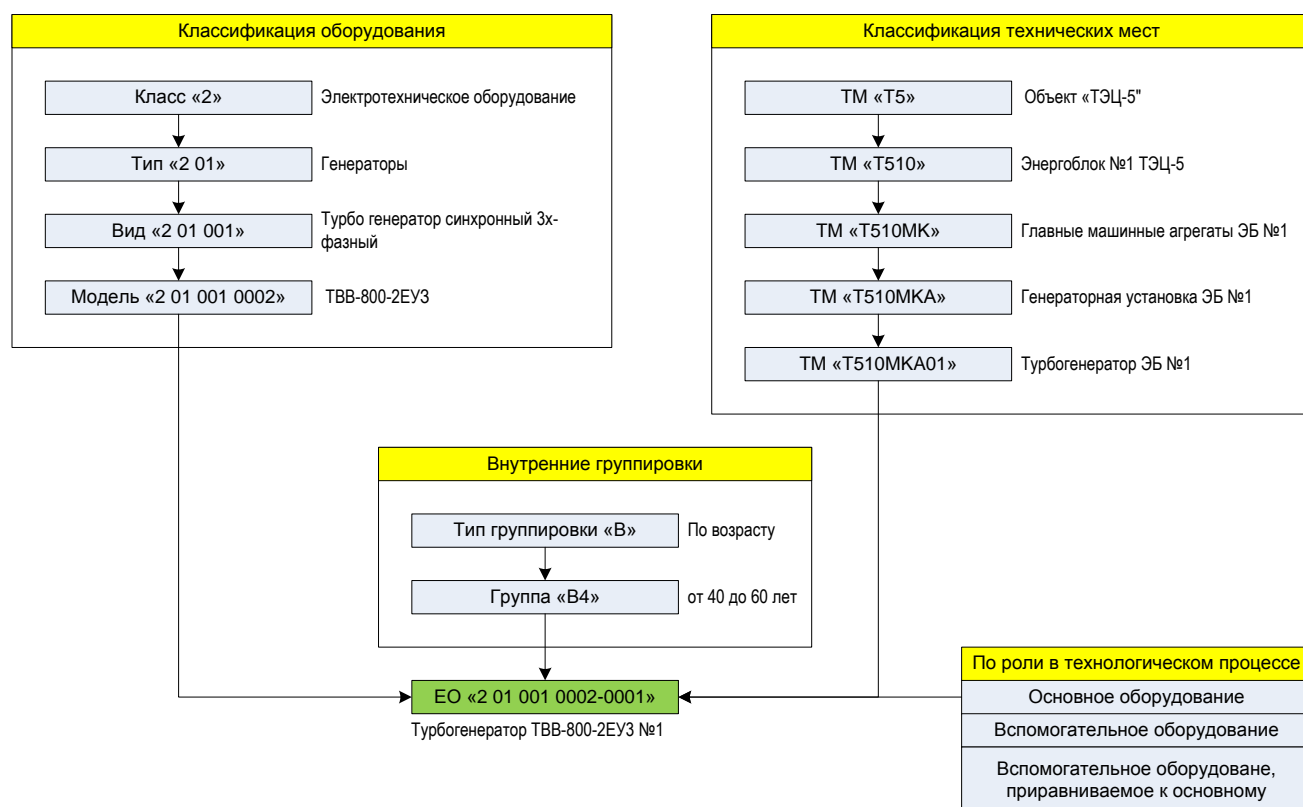 Классификация оборудования
Класс «2»
Электротехническое оборудование
Тип «2 01»
Генераторы
Вид «2 01 001»
Турбо генератор синхронный 3х-
фазный
Модель «2 01 001 0002»
ТВВ-800-2ЕУЗ
Классификация технических мест
ТМ «Т5»
Объект «ТЭЦ-5"
ТМ «Т510»
Энергоблок №1 ТЭЦ-5
ТМ «Т510МК»
Главные машинные агрегаты ЭБ №1
ТМ «Т510МКА»
Генераторная установка ЭБ №1
ТМ «Т510МКА01»
Турбогенератор ЭБ №1
Внутренние группировки
Тип группировки «В»
По возрасту
Группа «В4»
от 40 до 60 лет
ЕО «2 01 001 0002-0001»
Турбогенератор ТВВ-800-2ЕУЗ №1
По роли в технологическом процессе
Основное оборудование
Вспомогательное оборудование
Вспомогательное оборудоване,
приравниваемое к основному